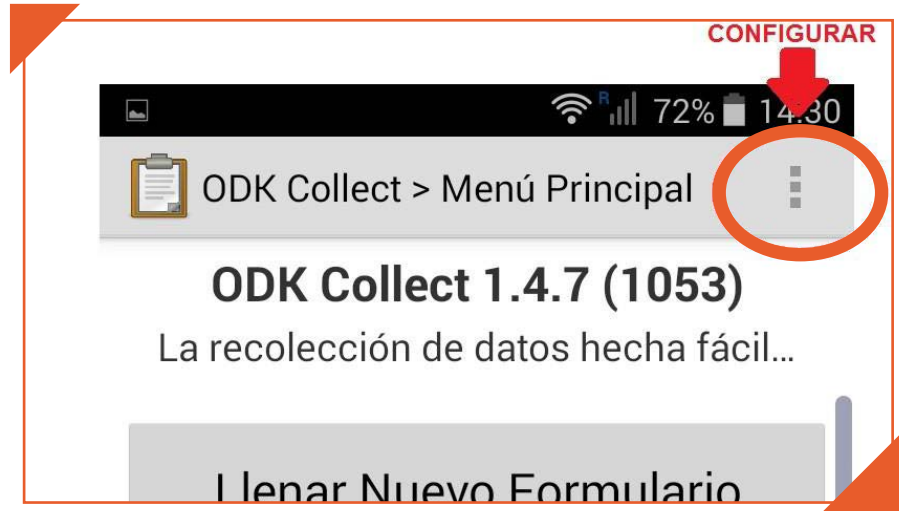 CONFIGURAR
R 72% 14:30
ODK Collect > Menú Principal
ODK Collect 1.4.7 (1053)
La recolección de datos hecha fácil...
Llenar Nuevo Formulario